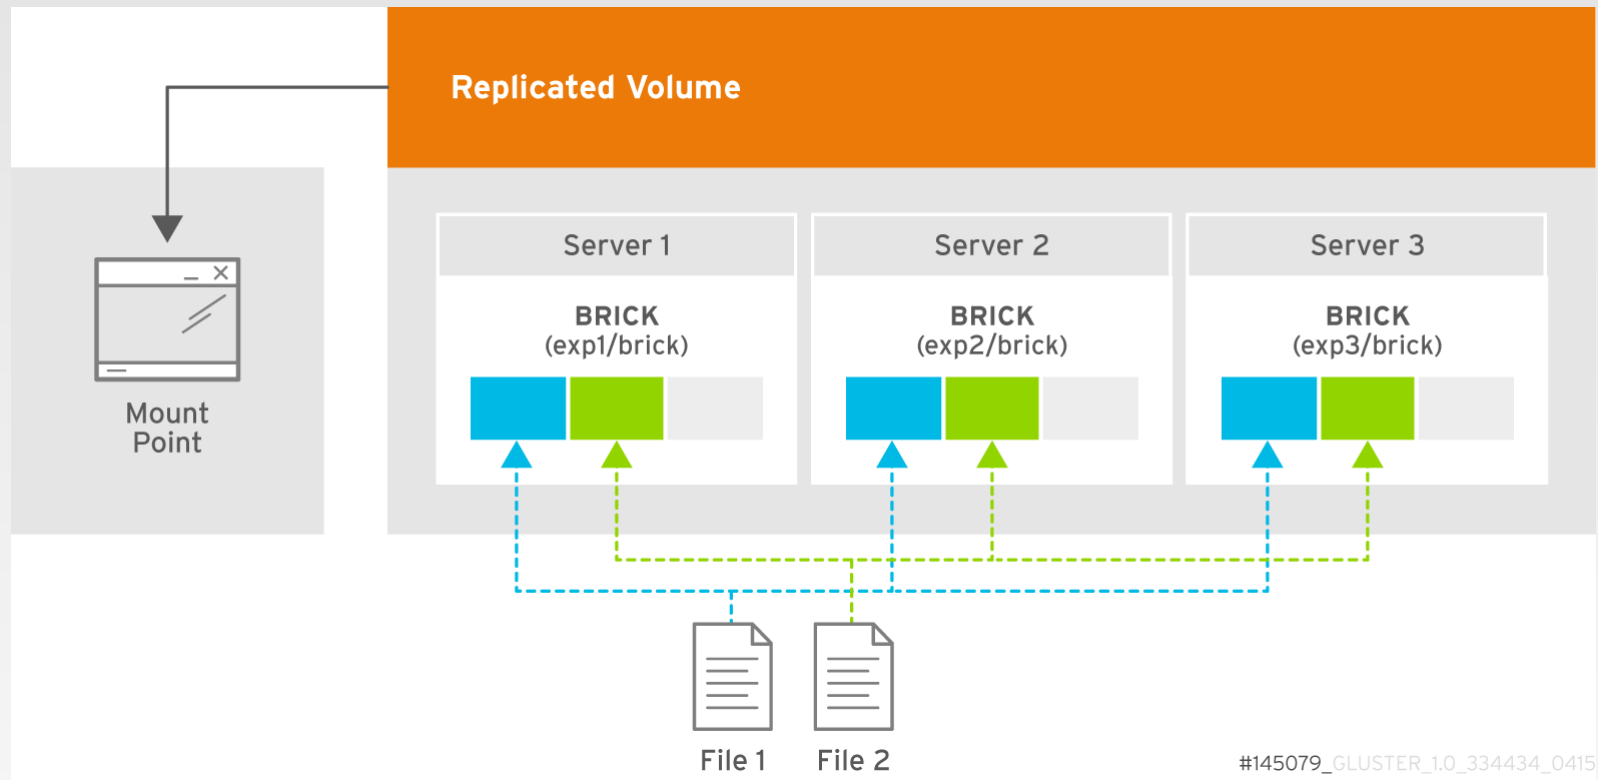 Replicated Volume
Mount
Point
Server 1
BRICK
(exp1/brick)
Server 2
BRICK
(exp2/brick)
Server 3
BRICK
(exp3/brick)
File 1
File 2
#145079_GLUSTER_1.0_334434_0415